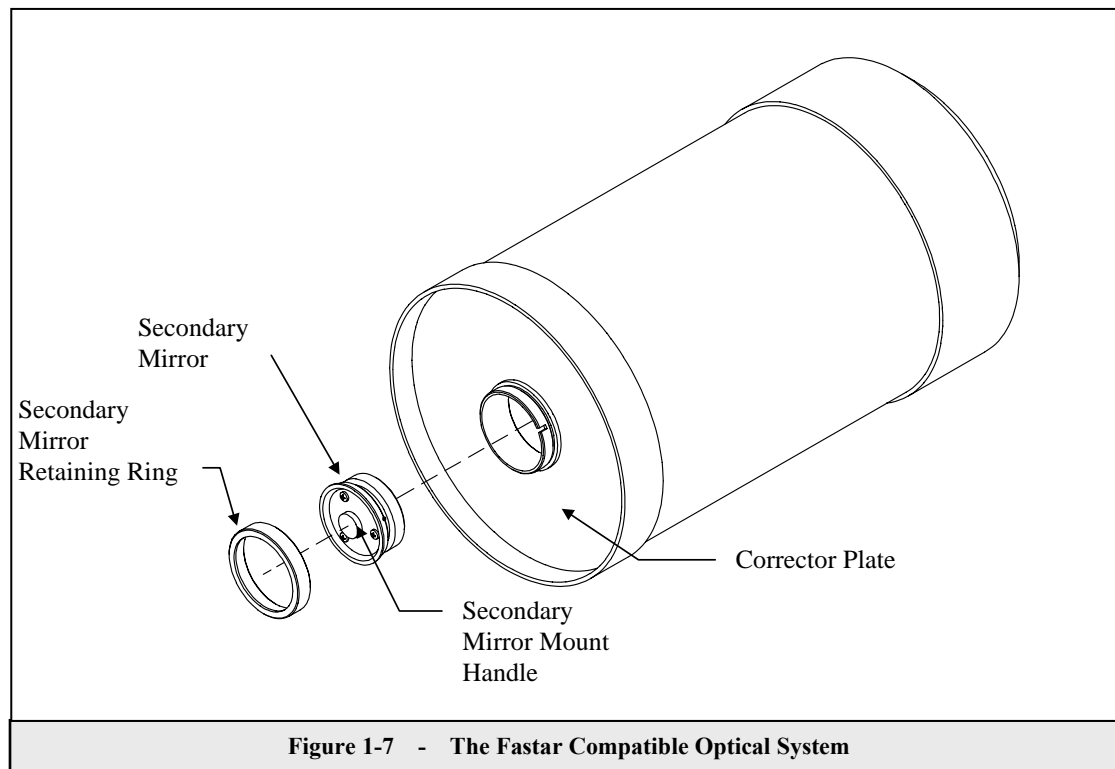 Secondary
Mirror
Secondary
Mirror
Retaining Ring
Corrector Plate
Secondary
Mirror Mount
Handle
Figure 1-7 - The Fastar Compatible Optical System